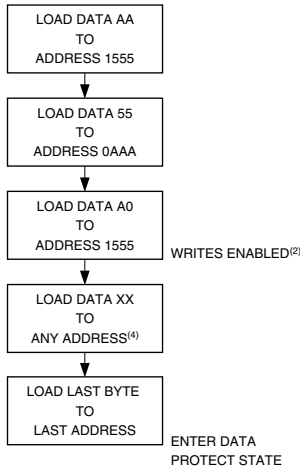 LOAD DATA AA
TO
ADDRESS 1555
LOAD DATA 55
TO
ADDRESS 0AAA
LOAD DATA A0
TO
ADDRESS 1555
WRITES ENABLED(2)
LOAD DATA XX
TO
ANY ADDRESS(4)
LOAD LAST BYTE
TO
LAST ADDRESS
ENTER DATA
PROTECT STATE